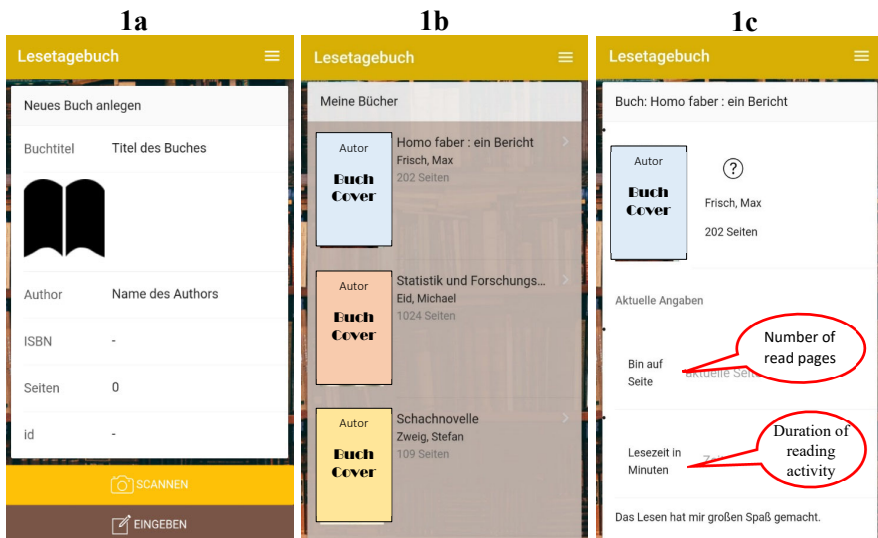 1a
Lesetagebuch
Neues Buch anlegen
Buchtitel Titel des Buches
Author Name des Authors
ISBN -
Seiten 0
id -
SCANNEN
EINGEBEN
1b
Lesetagebuch
Meine Bücher
Autor
Buch
Cover
Homo faber : ein Bericht
Frisch, Max
202 Seiten
Autor
Buch
Cover
Statistik und Forschungs...
Eid, Michael
1024 Seiten
Autor
Buch
Cover
Schachnovelle
Zweig, Stefan
109 Seiten
1c
Lesetagebuch
Buch: Homo faber : ein Bericht
Autor
Buch
Cover
?
Frisch, Max
202 Seiten
Aktuelle Angaben
Number of
read pages
Bin auf
Seite
aktuelle
Duration of
reading
activity
Lesezeit in
Minuten
Das Lesen hat mir großen Spaß gemacht.